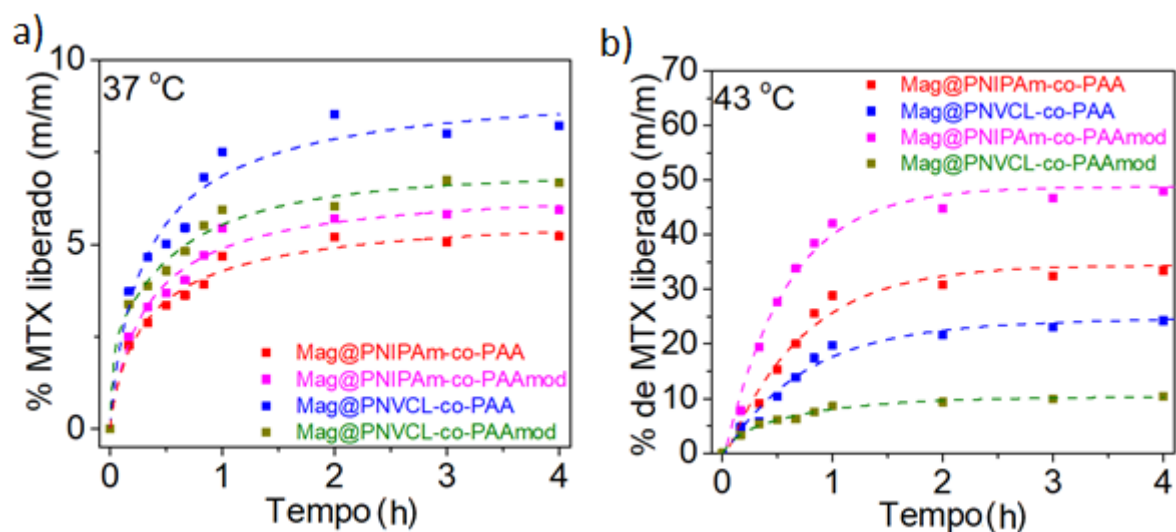 a)
37 °C
% MTX liberado (m/m)
10
5
0
Mag@PNIPAm-co-PAA
Mag@PNIPAm-co-PAAmod
Mag@PNVCL-co-PAA
Mag@PNVCL-co-PAAmod
0 1 2 3 4
Tempo (h)
b)
43 °C
% de MTX liberado (m/m)
70
60
50
40
30
20
10
0
Mag@PNIPAm-co-PAA
Mag@PNVCL-co-PAA
Mag@PNIPAm-co-PAAmod
Mag@PNVCL-co-PAAmod
0 1 2 3 4
Tempo (h)